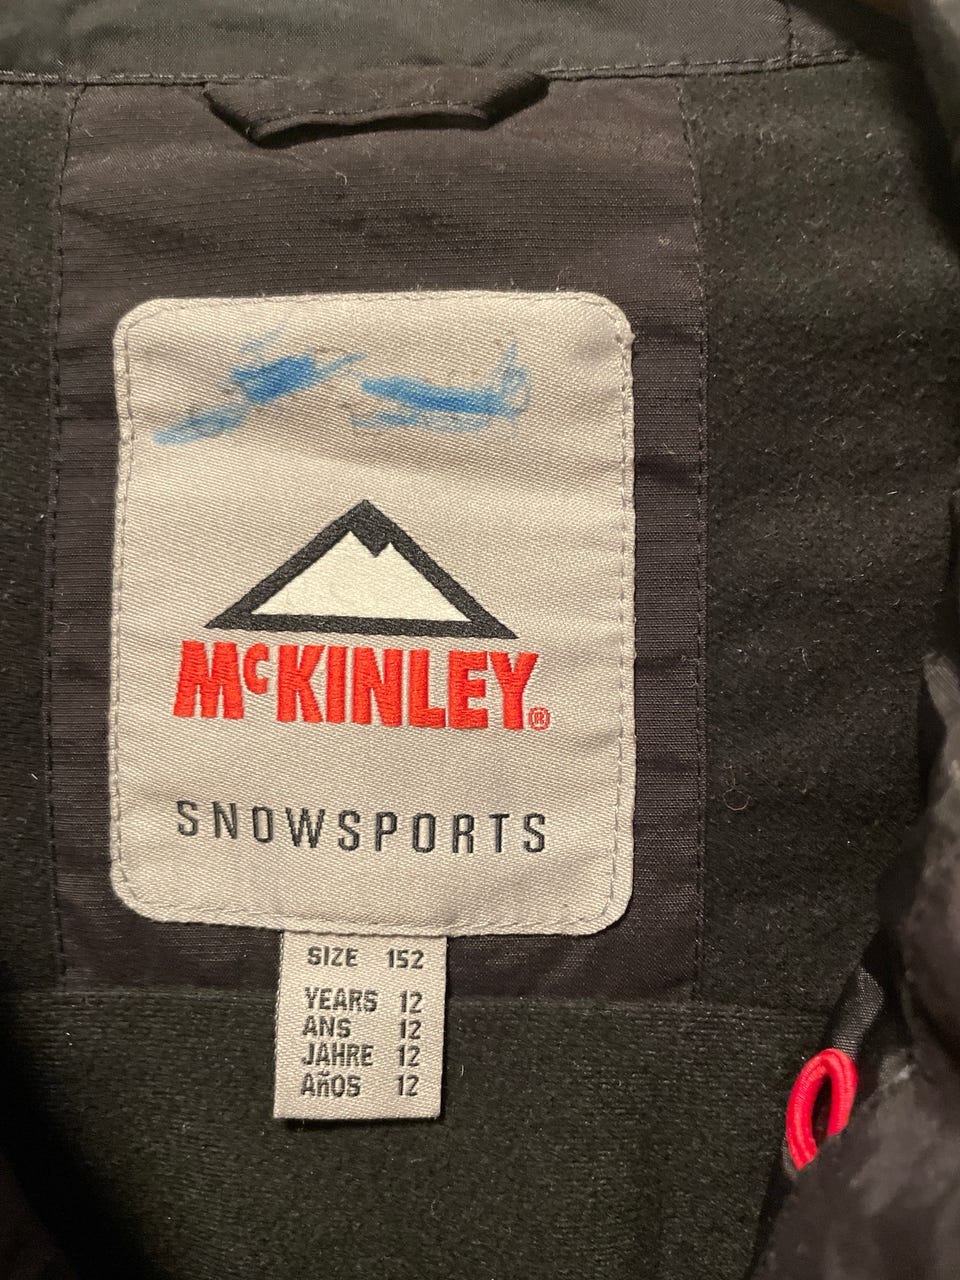 McKINLEY®
SNOWSPORTS
SIZE 152
YEARS 12
ANS 12
JAHRE 12
AÑOS 12